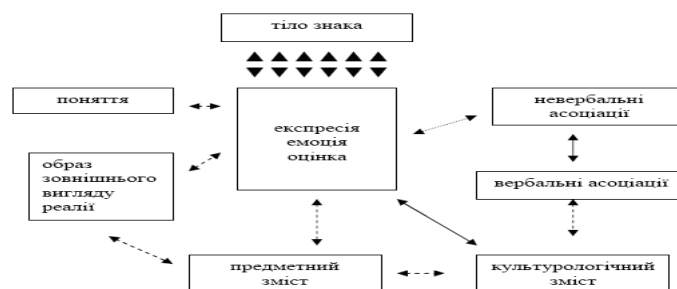 тіло знака
поняття
експресія
емоція
оцінка
невербальні
асоціації
образ
зовнішнього
вигляду
реалії
вербальні асоціації
предметний
зміст
культурологічний
зміст